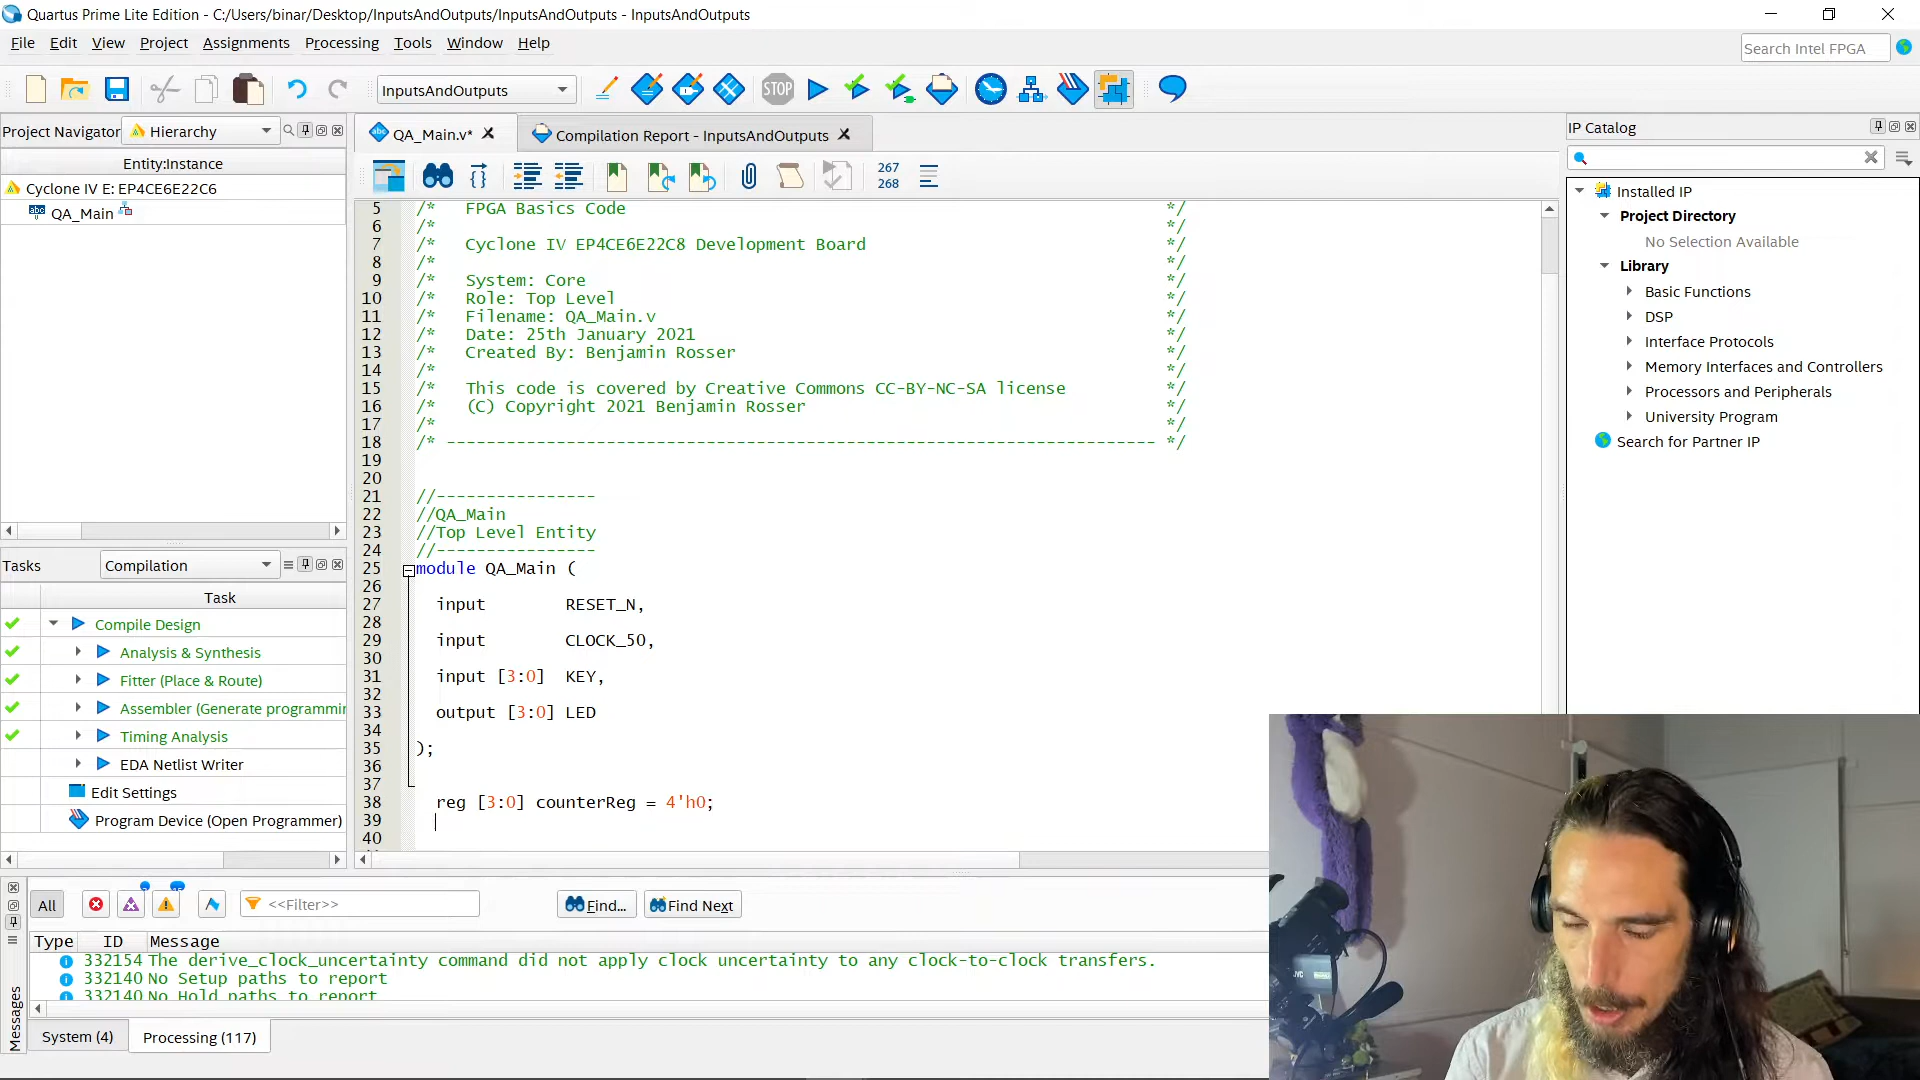 Quartus Prime Lite Edition - C:/Users/binar/Desktop/InputsAndOutputs/InputsAndOutputs - InputsAndOutputs
File Edit View Project Assignments Processing Tools Window Help
Search Intel FPGA
InputsAndOutputs
STOP
Project Navigator Hierarchy
Entity:Instance
Cyclone IV E: EP4CE6E22C6
abc QA_Main
Tasks Compilation
Task
Compile Design
Analysis & Synthesis
Fitter (Place & Route)
Assembler (Generate programmin
Timing Analysis
EDA Netlist Writer
Edit Settings
Program Device (Open Programmer)
abc QA_Main.v*
Compilation Report - InputsAndOutputs
267
268
5 /* FPGA Basics Code */
6 /* */
7 /* Cyclone IV EP4CE6E22C8 Development Board */
8 /* */
9 /* System: Core */
10 /* Role: Top Level */
11 /* Filename: QA_Main.v */
12 /* Date: 25th January 2021 */
13 /* Created By: Benjamin Rosser */
14 /* */
15 /* This code is covered by Creative Commons CC-BY-NC-SA license */
16 /* (C) Copyright 2021 Benjamin Rosser */
17 /* */
18 /* ----------------------------------------------------------------------- */
19
20
21 //----------------
22 //QA_Main
23 //Top Level Entity
24 //----------------
25 module QA_Main (
26
27 input RESET_N,
28
29 input CLOCK_50,
30
31 input [3:0] KEY,
32
33 output [3:0] LED
34
35 );
36
37
38 reg [3:0] counterReg = 4'h0;
39
40
IP Catalog
Installed IP
Project Directory
No Selection Available
Library
Basic Functions
DSP
Interface Protocols
Memory Interfaces and Controllers
Processors and Peripherals
University Program
Search for Partner IP
All
<<Filter>>
Find...
Find Next
Type ID Message
332154 The derive_clock_uncertainty command did not apply clock uncertainty to any clock-to-clock transfers.
332140 No Setup paths to report
332140 No Hold paths to report
Messages
System (4)
Processing (117)
JVC